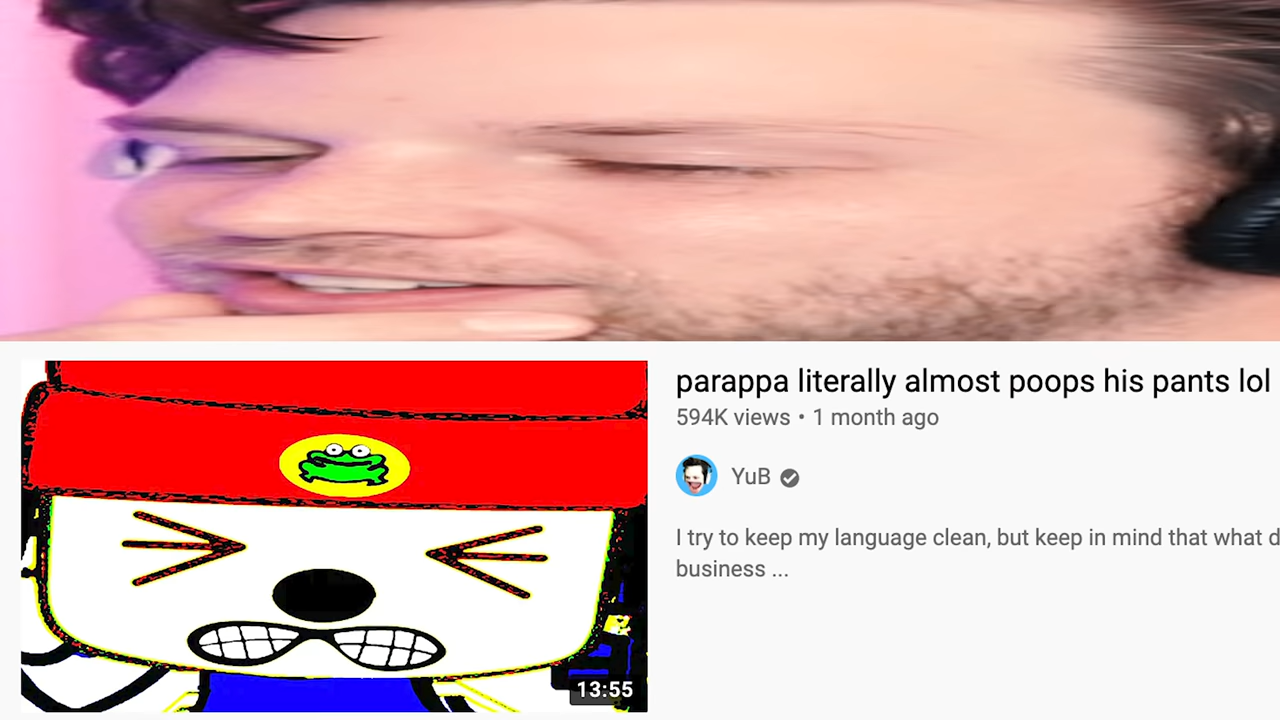 parappa literally almost poops his pants lol
594K views • 1 month ago
YuB
I try to keep my language clean, but keep in mind that what d
business ...
13:55